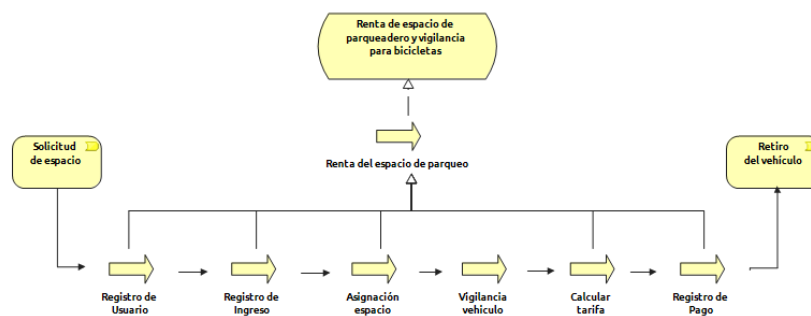 Renta de espacio de
parqueadero y vigilancia
para bicicletas
Solicitud
de espacio
Retiro
del vehículo
Renta del espacio de parqueo
Registro de
Usuario
Registro de
Ingreso
Asignación
espacio
Vigilancia
vehiculo
Calcular
tarifa
Registro de
Pago